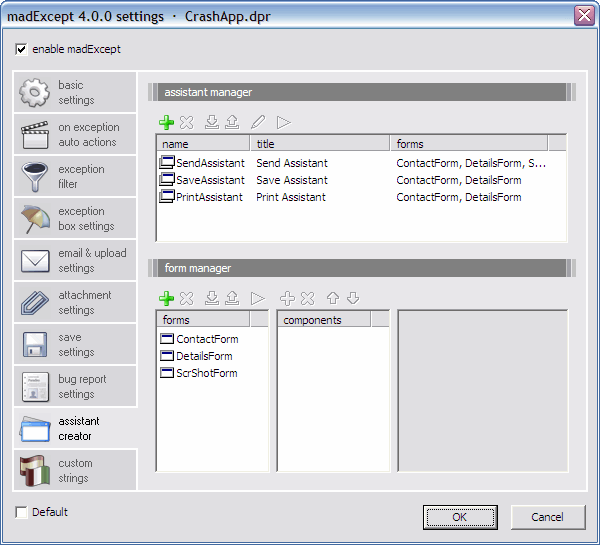 madExcept 4.0.0 settings · CrashApp.dpr
enable madExcept
basic
settings
on exception
auto actions
exception
filter
exception
box settings
email & upload
settings
attachment
settings
save
settings
bug report
settings
assistant
creator
custom
strings
assistant manager
name title forms
SendAssistant Send Assistant ContactForm, DetailsForm, S...
SaveAssistant Save Assistant ContactForm, DetailsForm
PrintAssistant Print Assistant ContactForm, DetailsForm
form manager
forms components
ContactForm
DetailsForm
ScrShotForm
Default
OK Cancel